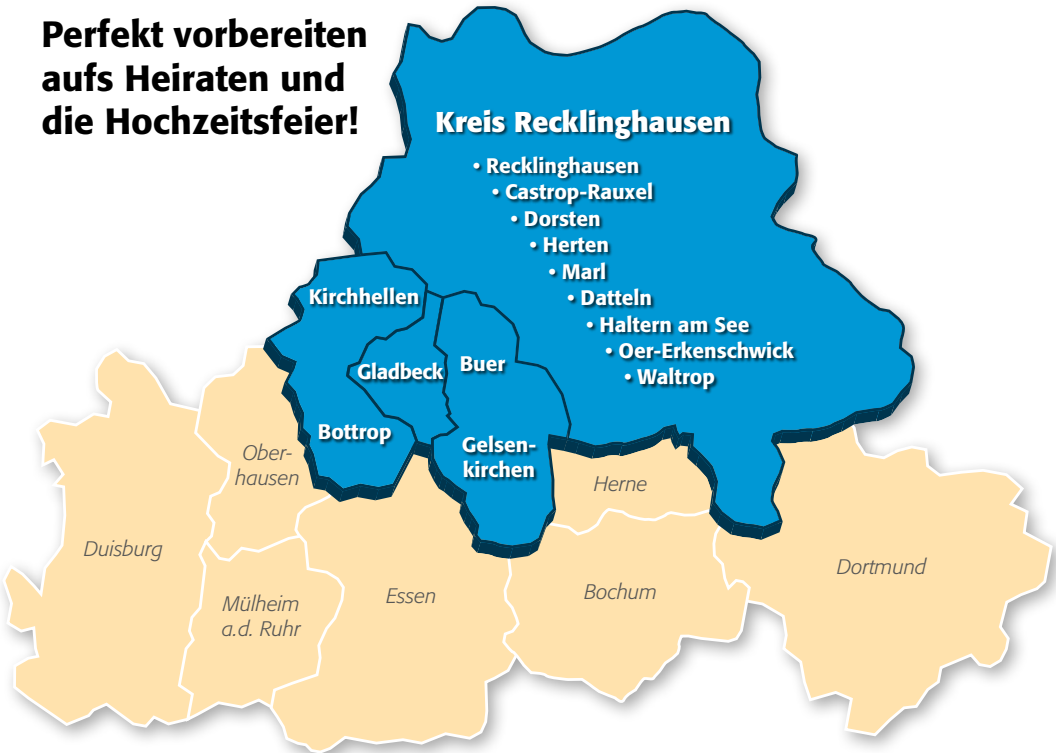 Perfekt vorbereiten
aufs Heiraten und
die Hochzeitsfeier!
Kreis Recklinghausen
• Recklinghausen
• Castrop-Rauxel
• Dorsten
• Herten
• Marl
• Datteln
• Haltern am See
• Oer-Erkenschwick
• Waltrop
Kirchhellen
Gladbeck
Buer
Bottrop
Gelsen-
kirchen
Ober-
hausen
Herne
Duisburg
Mülheim
a.d. Ruhr
Essen
Bochum
Dortmund